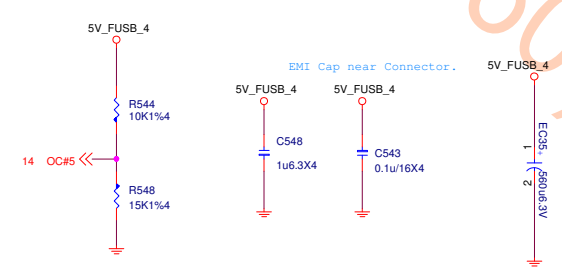 5V_FUSB_4
EMI Cap near Connector.
5V_FUSB_4
5V_FUSB_4
5V_FUSB_4
R544
10K1%4
14 OC#5
R548
15K1%4
C548
1u6.3X4
C543
0.1u/16X4
1
EC35+
2
560u6.3V